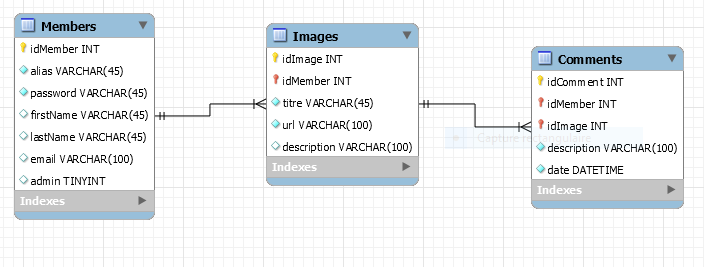 Members
idMember INT
alias VARCHAR(45)
password VARCHAR(45)
firstName VARCHAR(45)
lastName VARCHAR(45)
email VARCHAR(100)
admin TINYINT
Indexes
Images
idImage INT
idMember INT
titre VARCHAR(45)
url VARCHAR(100)
description VARCHAR(100)
Indexes
Comments
idComment INT
idMember INT
idImage INT
description VARCHAR(100)
date DATETIME
Indexes
Capture rectangulaire